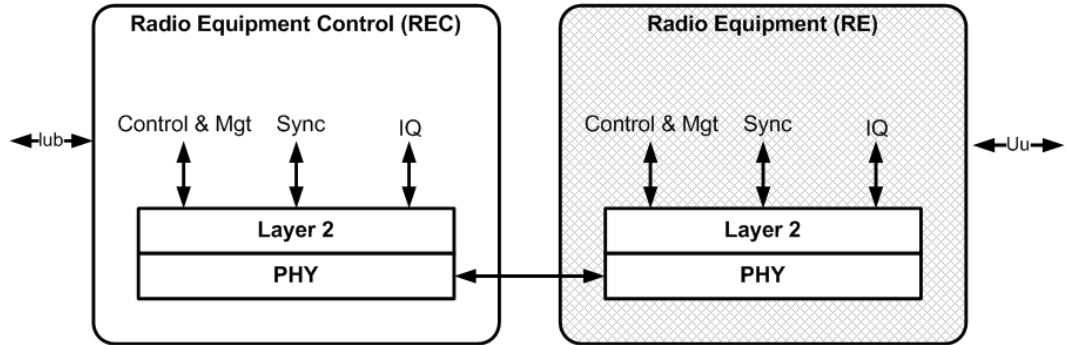 Radio Equipment Control (REC)
Radio Equipment (RE)
Control & Mgt Sync IQ
Control & Mgt Sync IQ
Iub
Uu
Layer 2
Layer 2
PHY
PHY